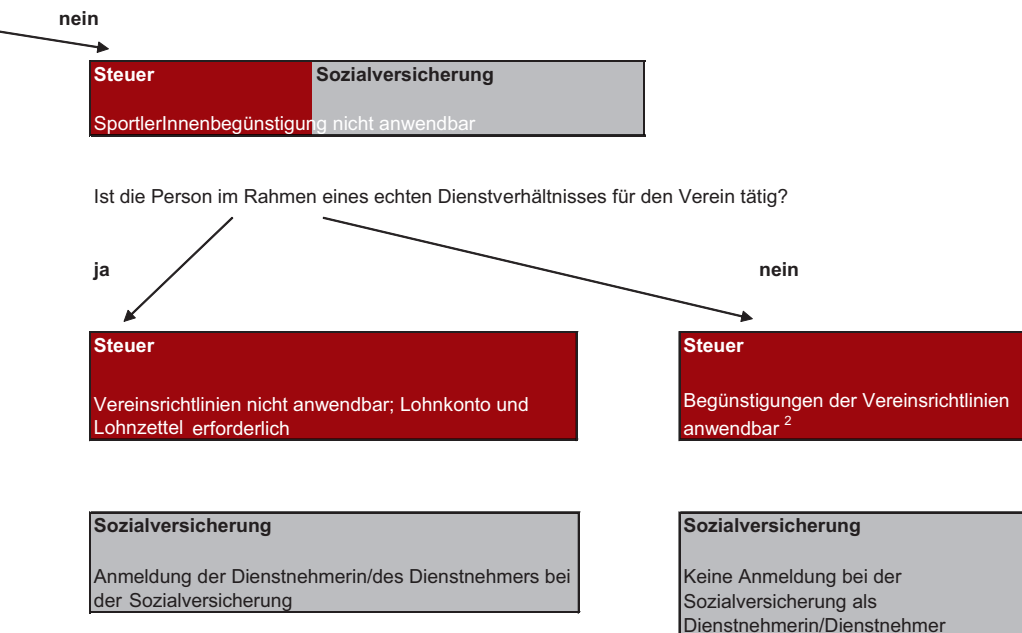 nein
Steuer Sozialversicherung
SportlerInnenbegünstigung nicht anwendbar
Ist die Person im Rahmen eines echten Dienstverhältnisses für den Verein tätig?
ja
nein
Steuer
Vereinsrichtlinien nicht anwendbar; Lohnkonto und
Lohnzettel erforderlich
Steuer
Begünstigungen der Vereinsrichtlinien
anwendbar 2
Sozialversicherung
Anmeldung der Dienstnehmerin/des Dienstnehmers bei
der Sozialversicherung
Sozialversicherung
Keine Anmeldung bei der
Sozialversicherung als
Dienstnehmerin/Dienstnehmer